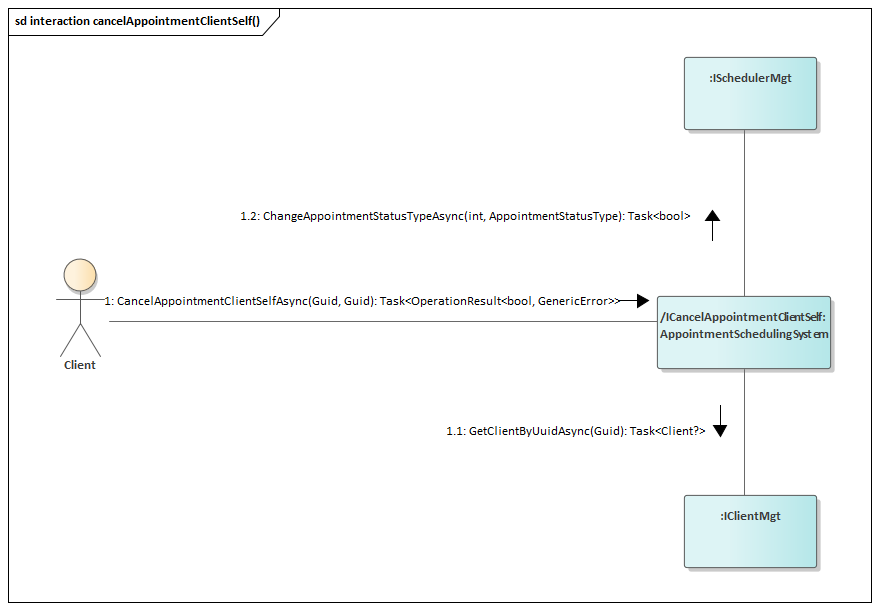 sd interaction cancelAppointmentClientSelf()
:ISchedulerMgt
1.2: ChangeAppointmentStatusTypeAsync(int, AppointmentStatusType): Task<bool>
1: CancelAppointmentClientSelfAsync(Guid, Guid): Task<OperationResult<bool, GenericError>>
/ICancelAppointmentClientSelf:
AppointmentSchedulingSystem
Client
1.1: GetClientByUuidAsync(Guid): Task<Client?>
:IClientMgt